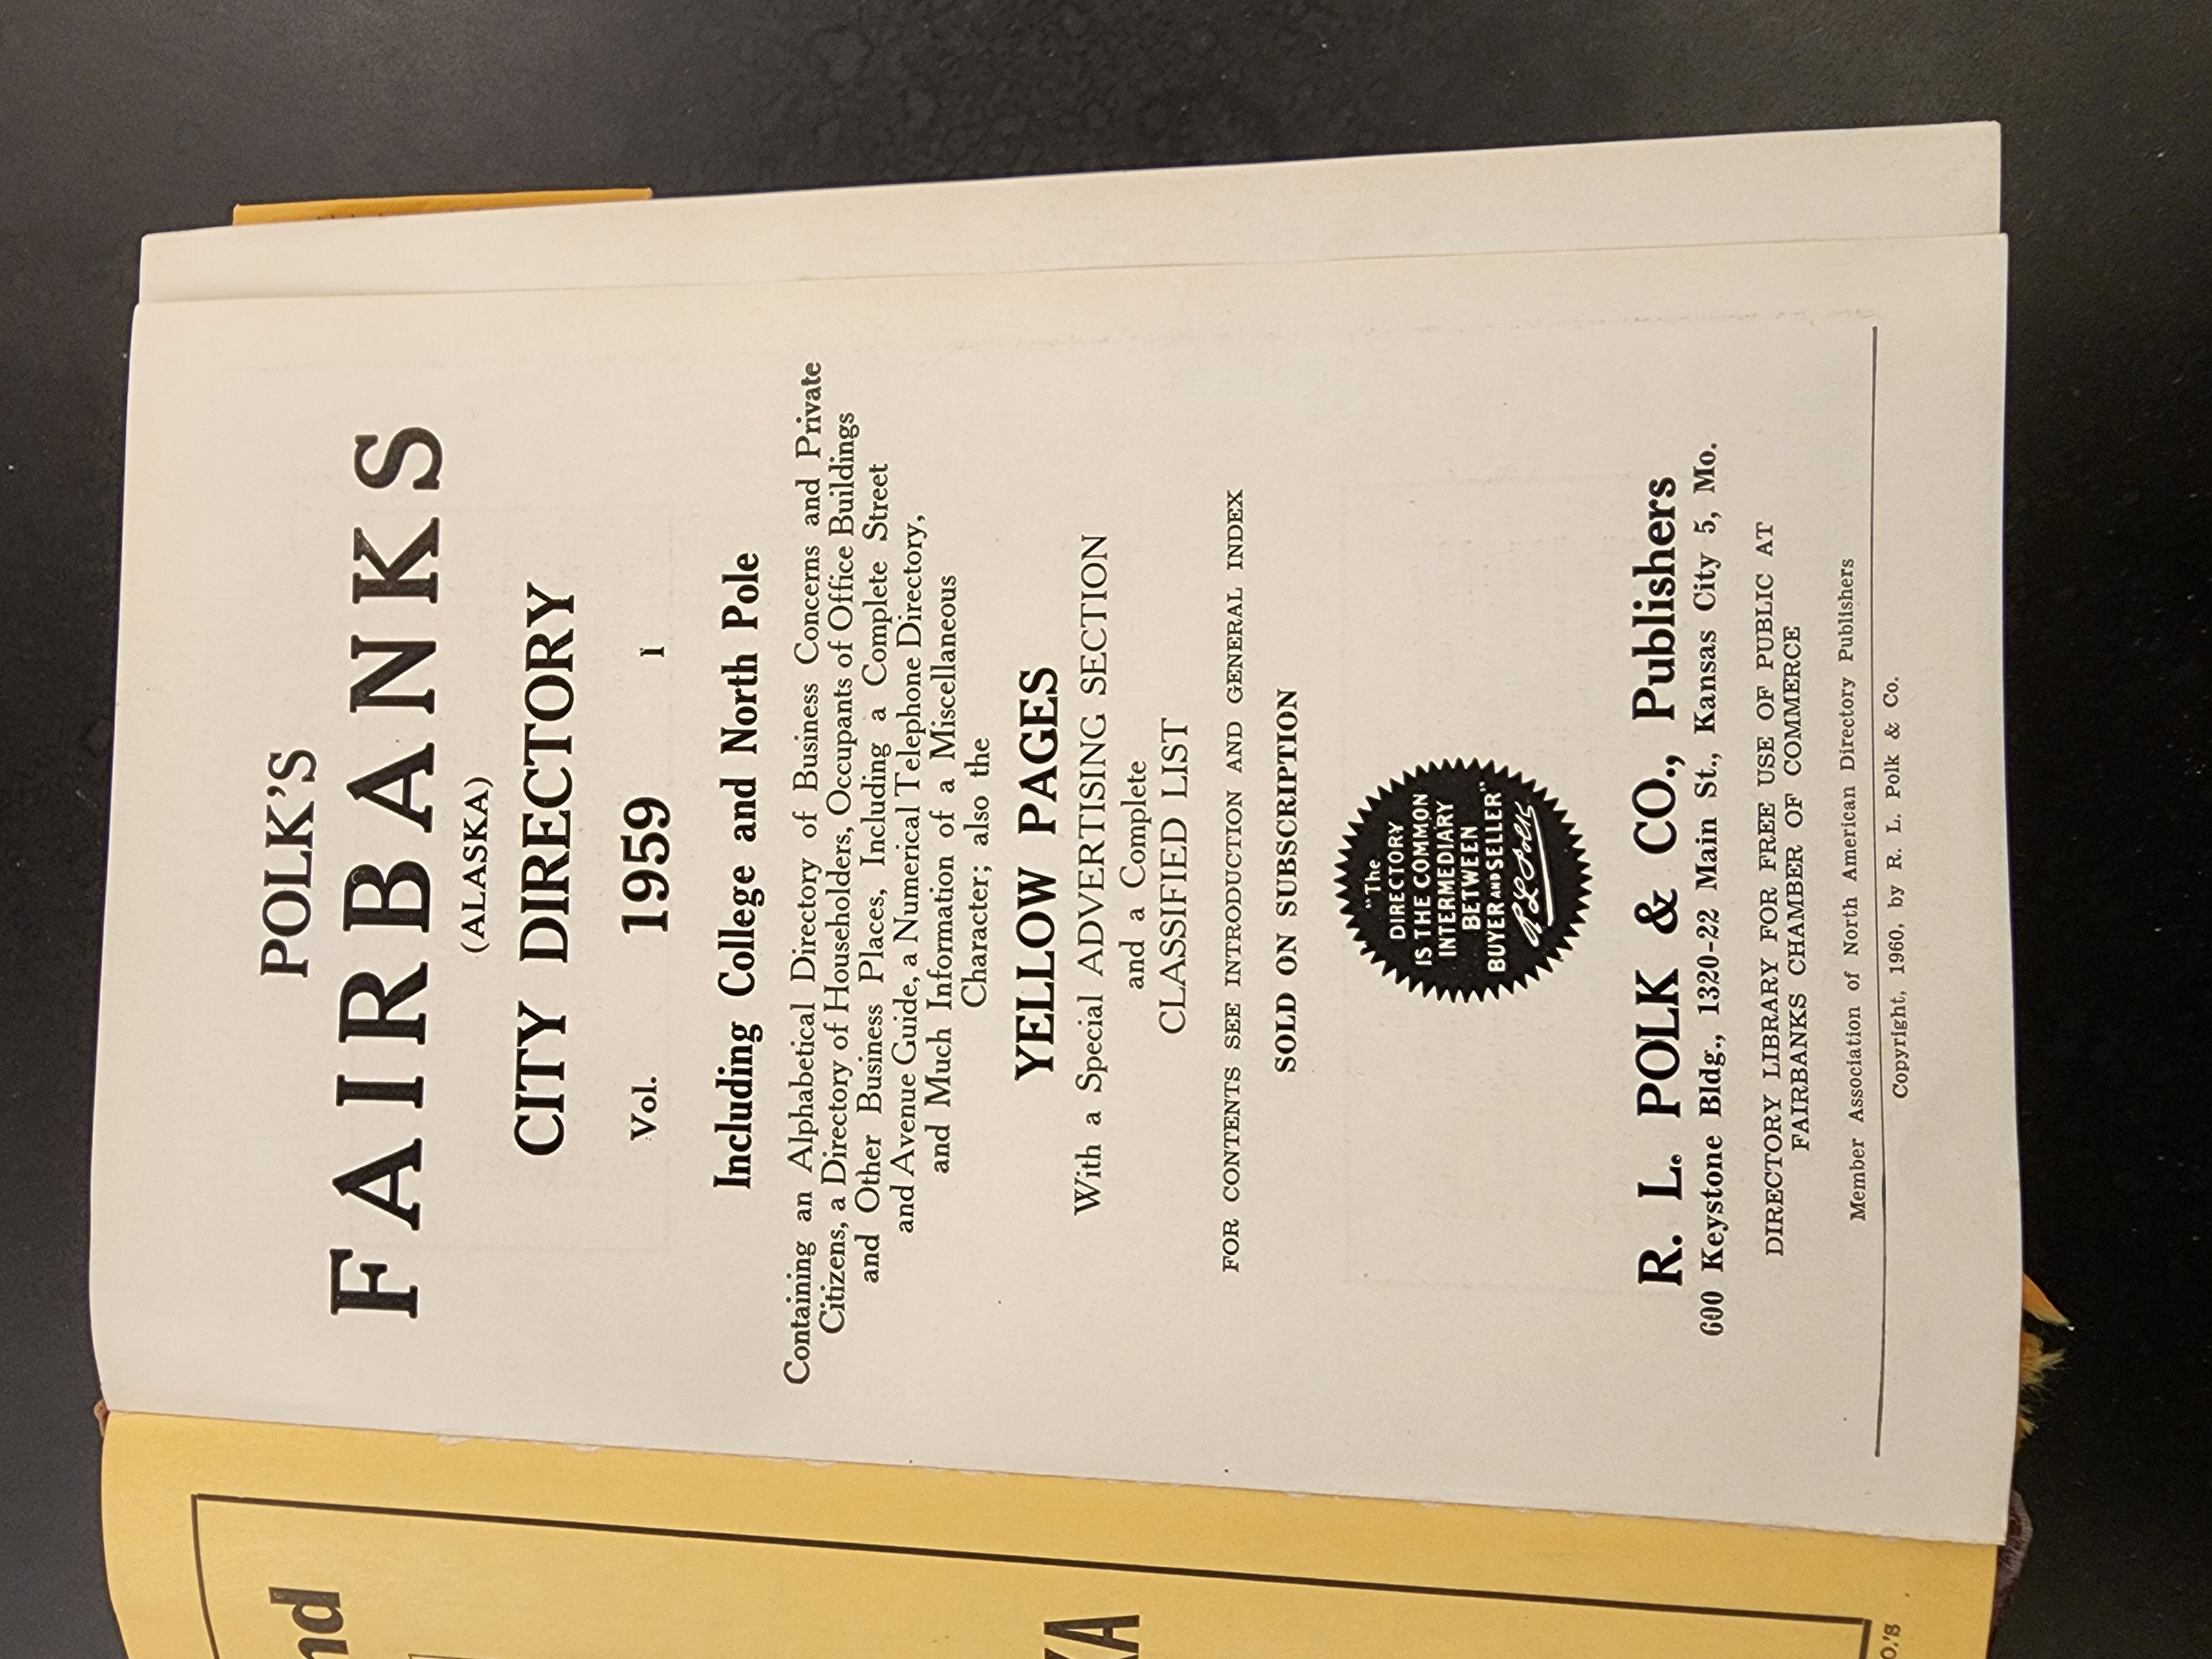 POLK'S
FAIRBANKS
(ALASKA)
CITY DIRECTORY
Vol. 1959 I
Including College and North Pole
Containing an Alphabetical Directory of Business Concerns and Private
Citizens, a Directory of Householders, Occupants of Office Buildings
and Other Business Places, Including a Complete Street
and Avenue Guide, a Numerical Telephone Directory,
and Much Information of a Miscellaneous
Character; also the
YELLOW PAGES
With a Special ADVERTISING SECTION
and a Complete
CLASSIFIED LIST
FOR CONTENTS SEE INTRODUCTION AND GENERAL INDEX
SOLD ON SUBSCRIPTION
"The
DIRECTORY
IS THE COMMON
INTERMEDIARY
BETWEEN
BUYER AND SELLER"
R L Polk
R. L. POLK & CO., Publishers
600 Keystone Bldg., 1320-22 Main St., Kansas City 5, Mo.
DIRECTORY LIBRARY FOR FREE USE OF PUBLIC AT
FAIRBANKS CHAMBER OF COMMERCE
Member Association of North American Directory Publishers
Copyright, 1960, by R. L. Polk & Co.